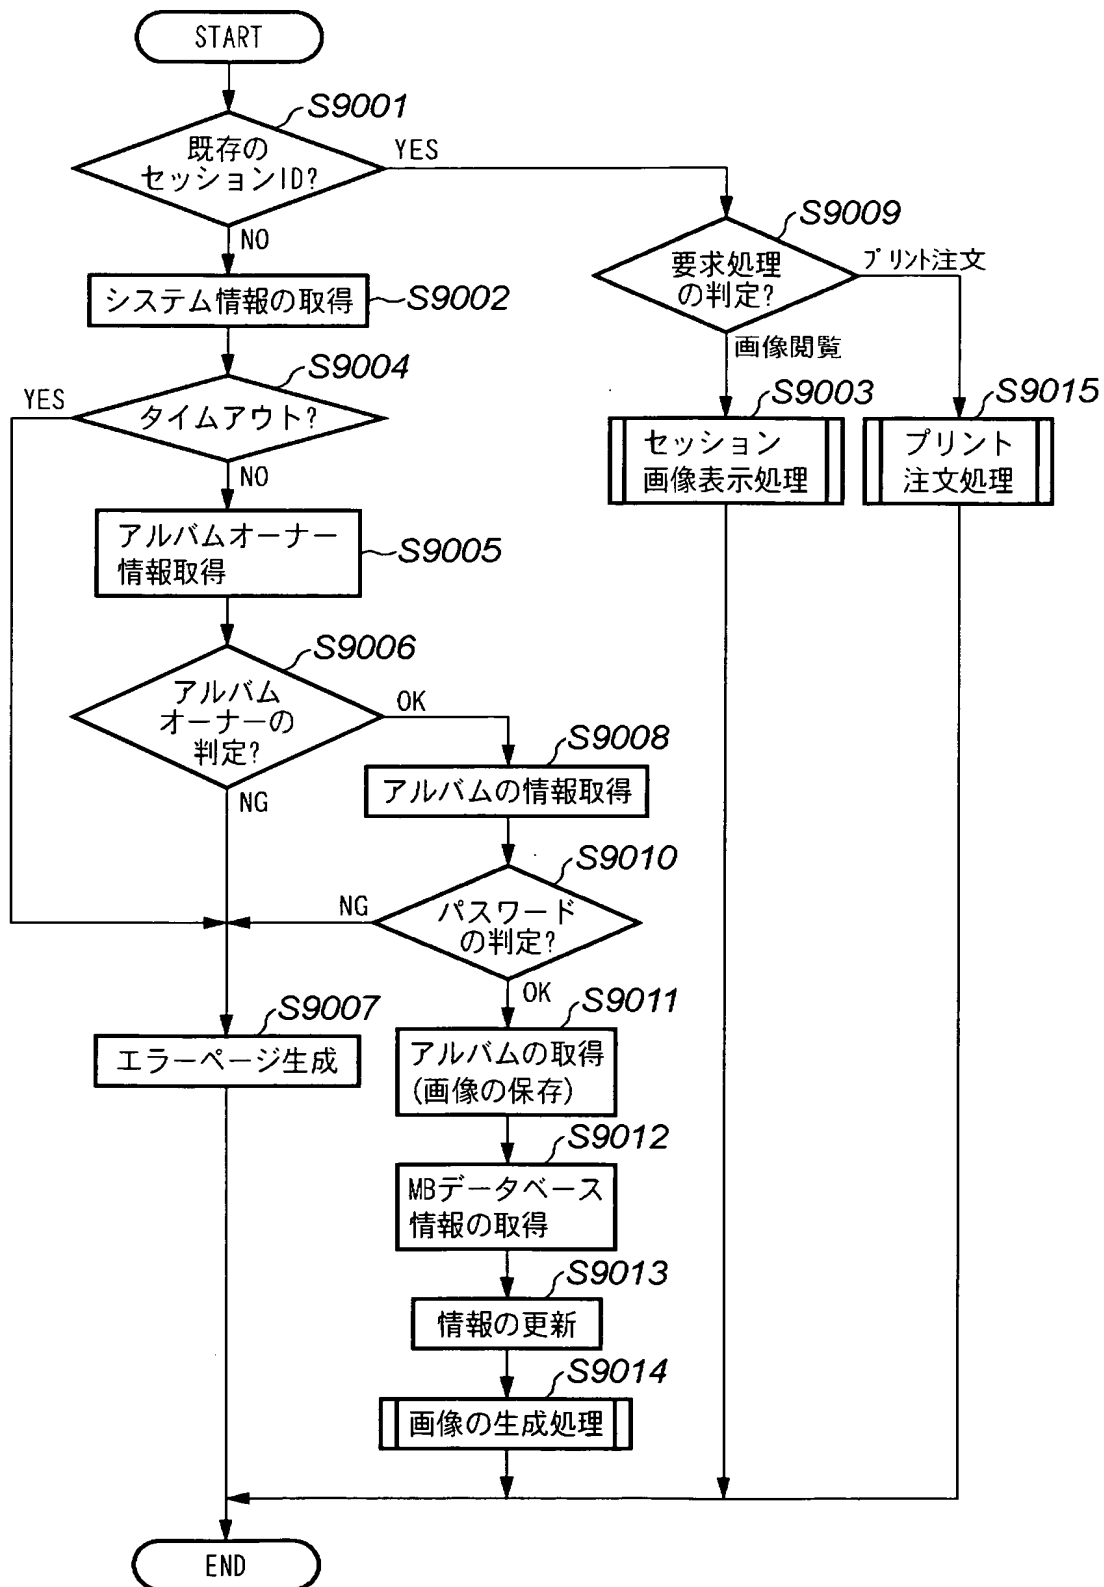 START
S9001
既存の
セッションID?
YES
NO
S9009
要求処理
の判定?
プリント注文
画像閲覧
システム情報の取得
S9002
S9004
タイムアウト?
YES
NO
S9003
セッション
画像表示処理
S9015
プリント
注文処理
アルバムオーナー
情報取得
S9005
S9006
アルバム
オーナーの
判定?
OK
NG
S9008
アルバムの情報取得
S9010
パスワード
の判定?
NG
OK
S9007
エラーページ生成
S9011
アルバムの取得
(画像の保存)
S9012
MBデータベース
情報の取得
S9013
情報の更新
S9014
画像の生成処理
END